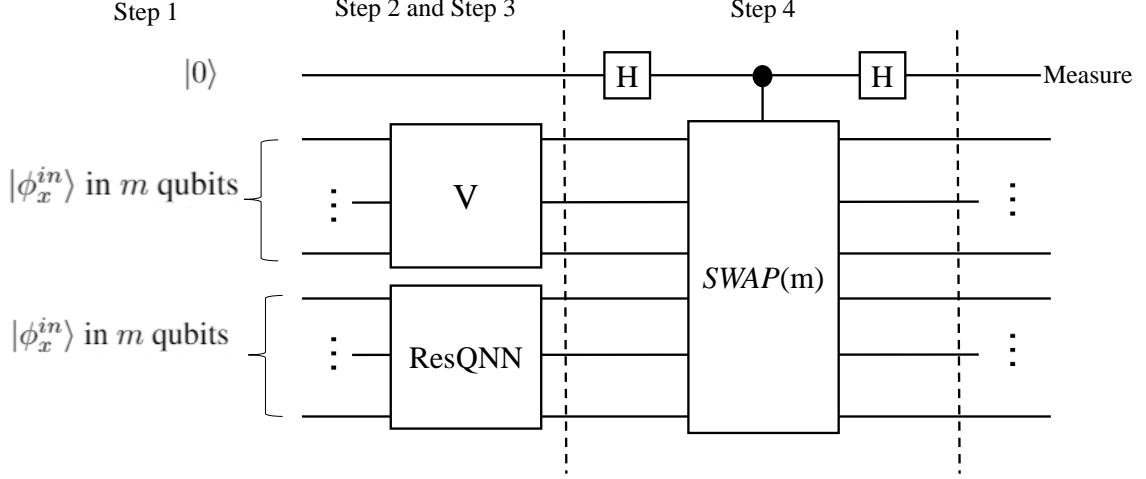 Step 1
Step 2 and Step 3
Step 4
|0⟩
H
H
Measure
|ϕ_x^{in}⟩ in m qubits
V
SWAP(m)
|ϕ_x^{in}⟩ in m qubits
ResQNN